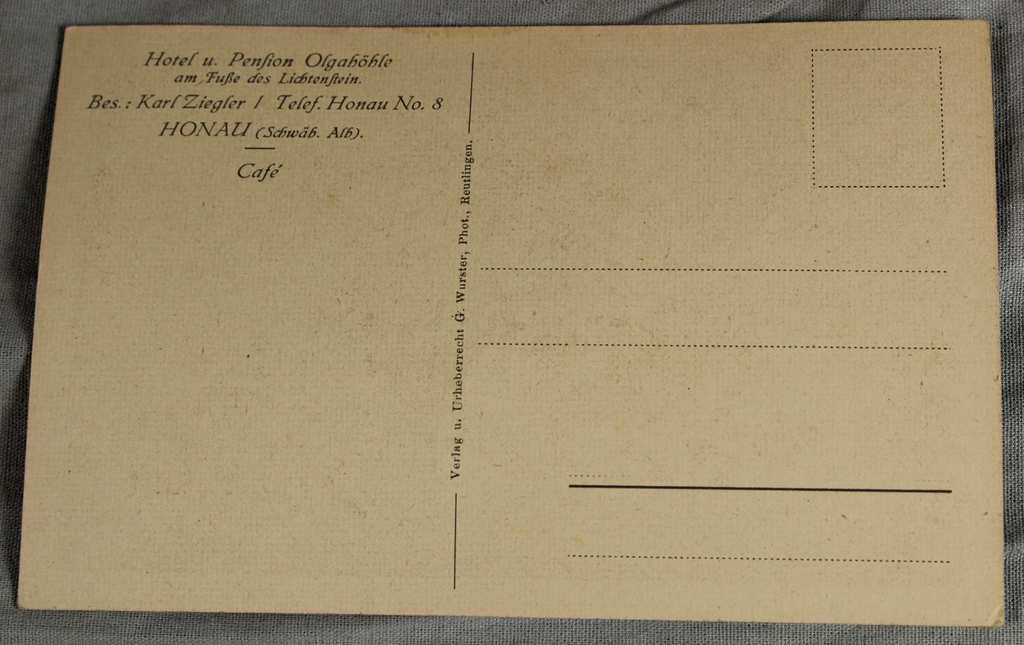 Hotel u. Penſion Olgahöhle
am Fuße des Lichtenſtein.
Bes.: Karl Ziegler / Telef. Honau No. 8
HONAU (Schwäb. Alb).
Café
Verlag u. Urheberrecht G. Wurster, Phot., Reutlingen.